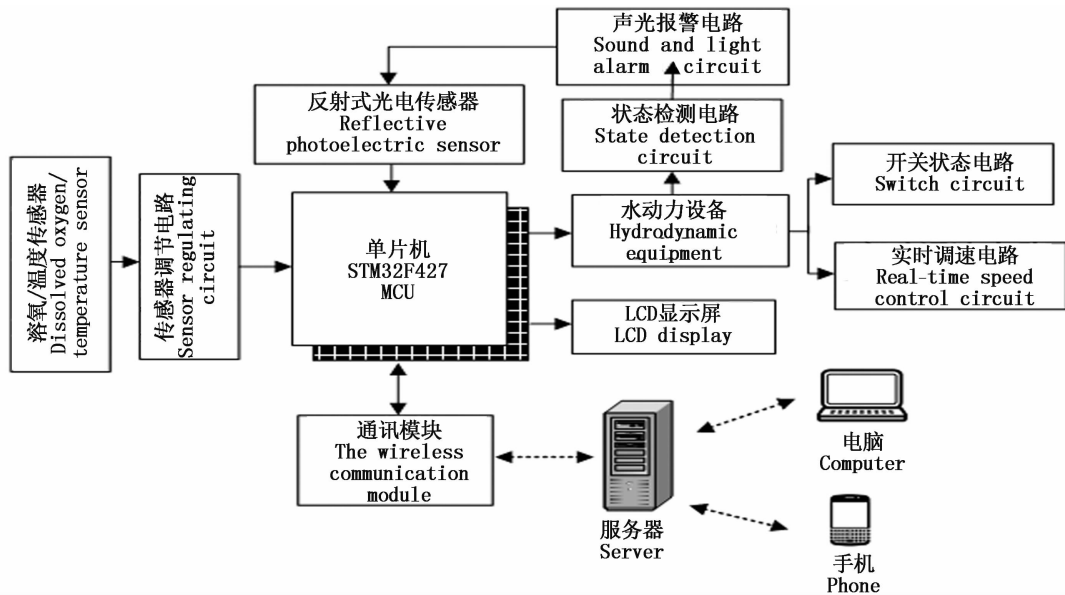 声光报警电路
Sound and light
alarm circuit
反射式光电传感器
Reflective
photoelectric sensor
状态检测电路
State detection
circuit
开关状态电路
Switch circuit
溶氧/温度传感器
Dissolved oxygen/
temperature sensor
传感器调节电路
Sensor regulating
circuit
单片机
STM32F427
MCU
水动力设备
Hydrodynamic
equipment
实时调速电路
Real-time speed
control circuit
LCD显示屏
LCD display
通讯模块
The wireless
communication
module
服务器
Server
电脑
Computer
手机
Phone